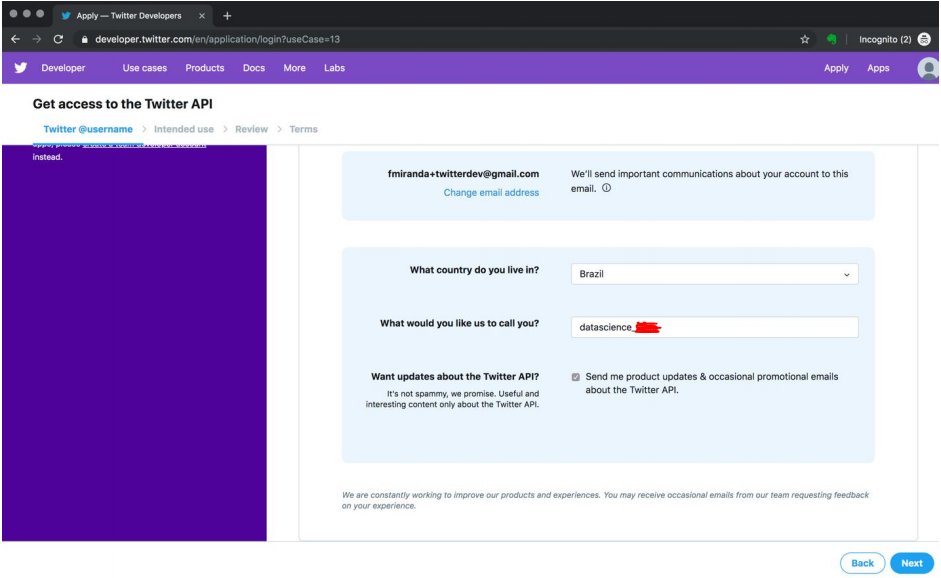 Apply — Twitter Developers
developer.twitter.com/en/application/login?useCase=13
Incognito (2)
Developer Use cases Products Docs More Labs Apply Apps
Get access to the Twitter API
Twitter @username > Intended use > Review > Terms
instead.
fmiranda+twitterdev@gmail.com
Change email address
We'll send important communications about your account to this
email.
What country do you live in?
Brazil
What would you like us to call you?
datascience_
Want updates about the Twitter API?
It's not spammy, we promise. Useful and
interesting content only about the Twitter API.
Send me product updates & occasional promotional emails
about the Twitter API.
We are constantly working to improve our products and experiences. You may receive occasional emails from our team requesting feedback
on your experience.
Back Next